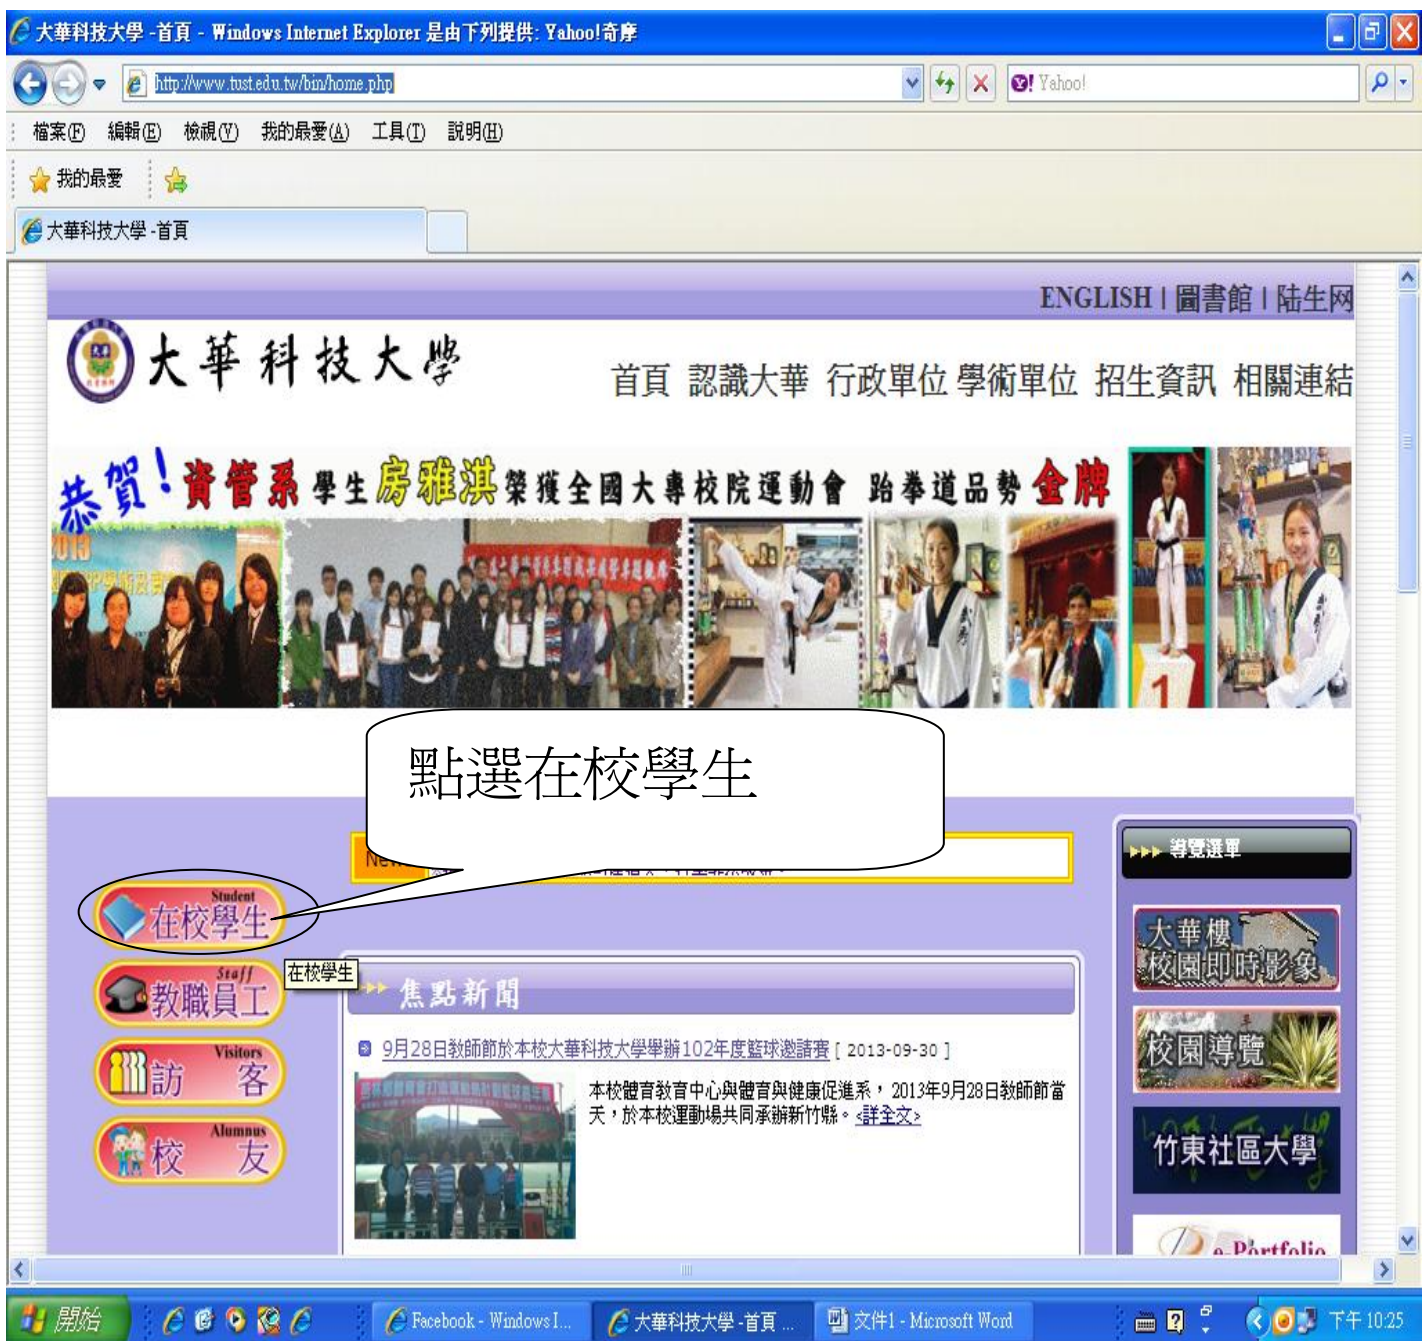 大華科技大學 -首頁 - Windows Internet Explorer 是由下列提供: Yahoo!奇摩
http://www.tust.edu.tw/bin/home.php
Yahoo!
檔案(F) 編輯(E) 檢視(V) 我的最愛(A) 工具(T) 說明(H)
我的最愛
大華科技大學 -首頁
ENGLISH | 圖書館 | 陆生网
大華科技大學
首頁 認識大華 行政單位 學術單位 招生資訊 相關連結
恭賀!資管系學生房雅淇榮獲全國大專校院運動會 跆拳道品勢金牌
2013
1
點選在校學生
導覽選單
Student
在校學生
在校學生
Staff
教職員工
Visitors
訪 客
Alumnus
校 友
焦點新聞
9月28日教師節於本校大華科技大學舉辦102年度籃球邀請賽 [ 2013-09-30 ]
本校體育教育中心與體育與健康促進系， 2013年9月28日教師節當
天，於本校運動場共同承辦新竹縣。<詳全文>
大華樓
校園即時影象
校園導覽
竹東社區大學
e-Portfolio
開始
Facebook - Windows I...
大華科技大學 -首頁 ...
文件1 - Microsoft Word
下午 10:25